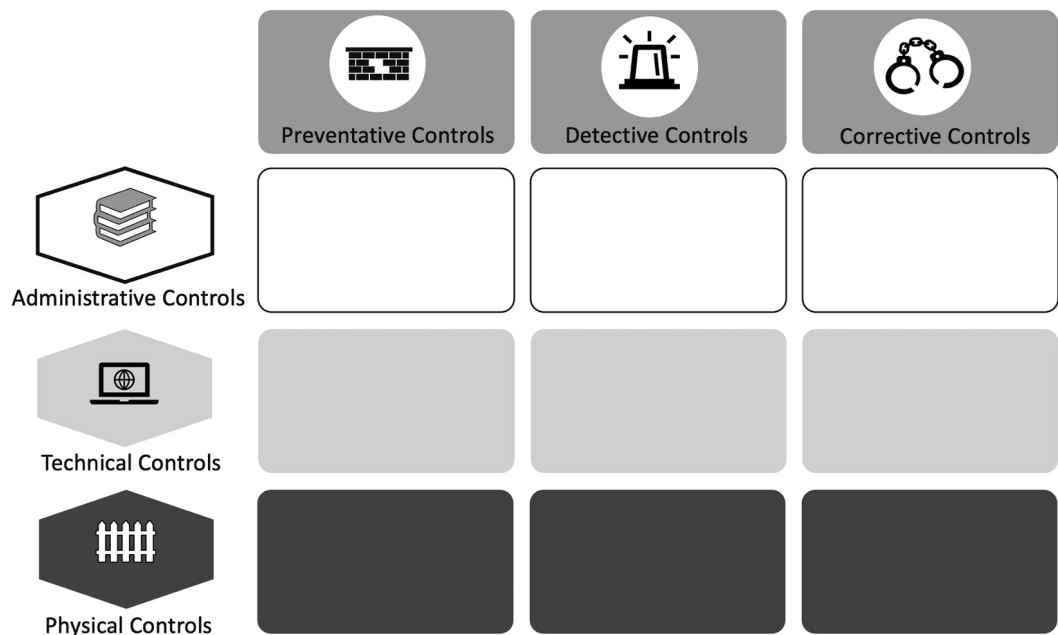 Preventative Controls
Detective Controls
Corrective Controls
Administrative Controls
Technical Controls
Physical Controls